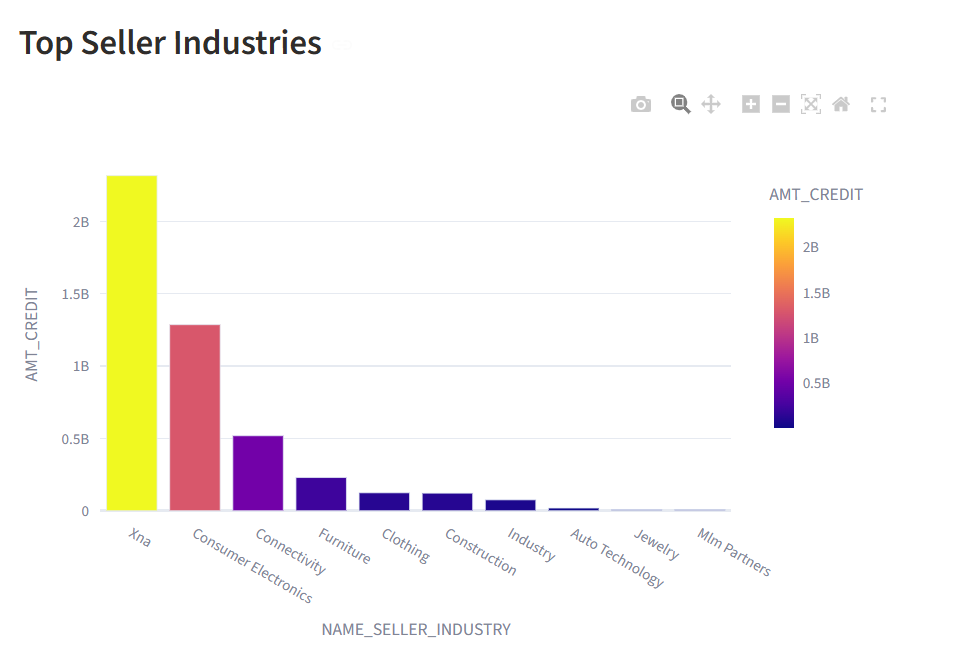 Top Seller Industries
AMT_CREDIT
2B
1.5B
1B
0.5B
0
AMT_CREDIT
Xna
Consumer Electronics
Connectivity
Furniture
Clothing
Construction
Industry
Auto Technology
Jewelry
Mlm Partners
NAME_SELLER_INDUSTRY
AMT_CREDIT
2B
1.5B
1B
0.5B